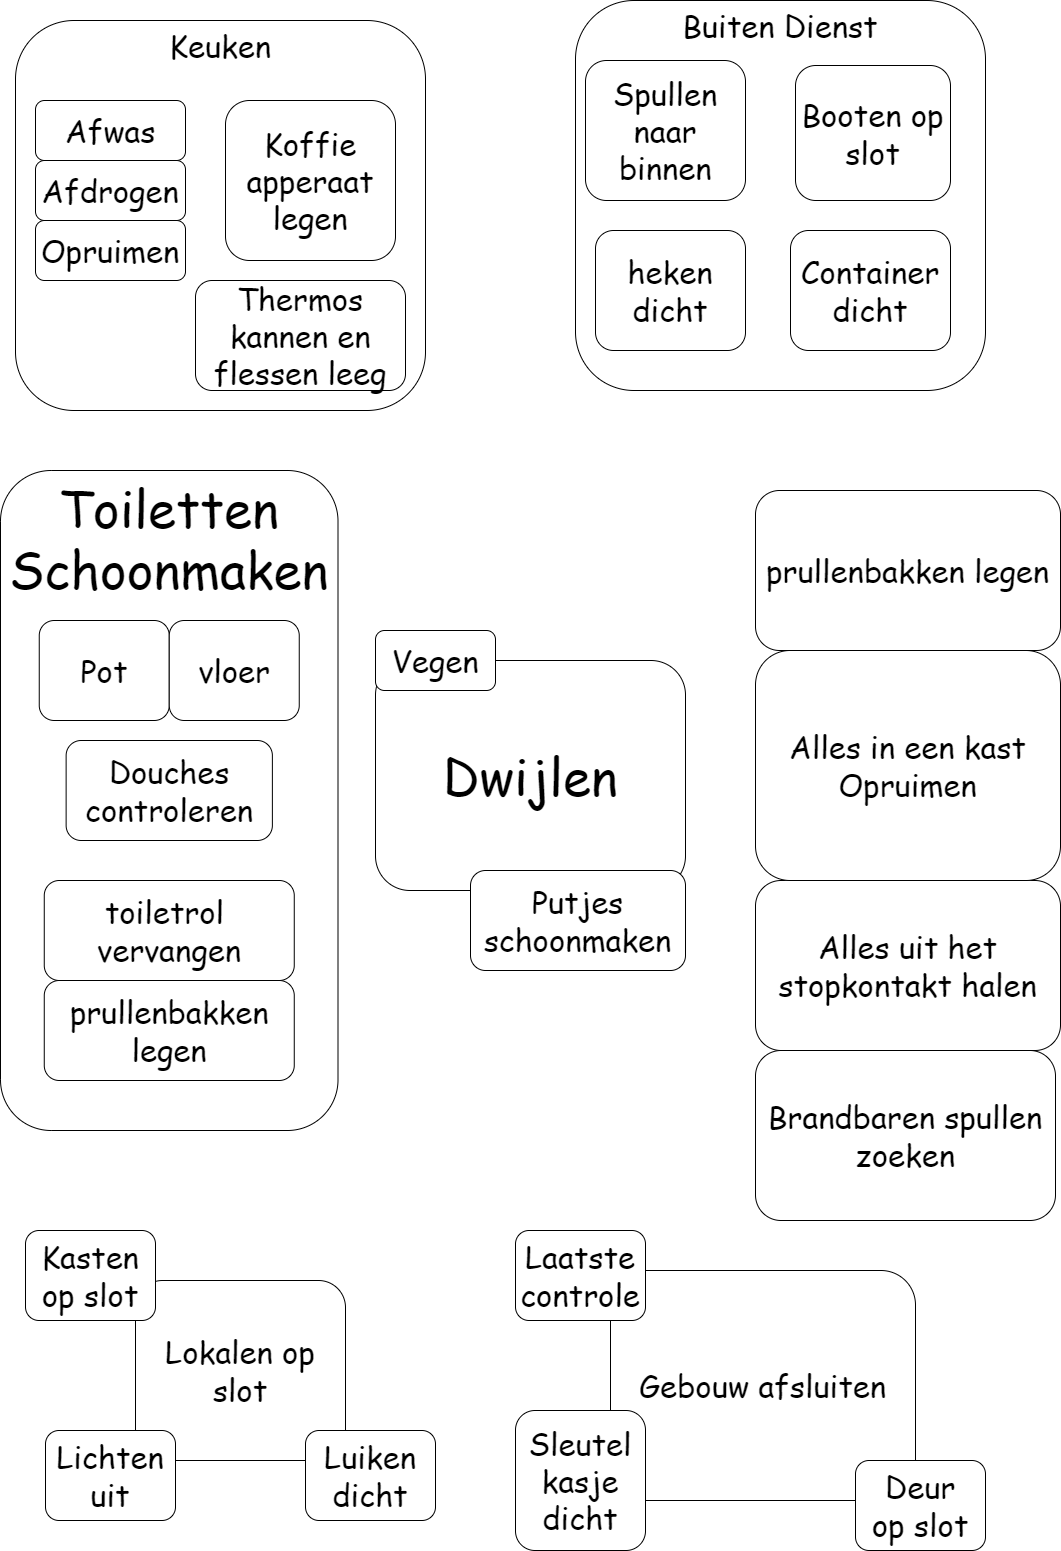 Keuken
Afwas
Afdrogen
Opruimen
Koffie
apperaat
legen
Thermos
kannen en
flessen leeg
Buiten Dienst
Spullen
naar
binnen
Booten op
slot
heken
dicht
Container
dicht
Toiletten
Schoonmaken
Pot
vloer
Douches
controleren
toiletrol
vervangen
prullenbakken
legen
Vegen
Dwijlen
Putjes
schoonmaken
prullenbakken legen
Alles in een kast
Opruimen
Alles uit het
stopkontakt halen
Brandbaren spullen
zoeken
Kasten
op slot
Lokalen op
slot
Lichten
uit
Luiken
dicht
Laatste
controle
Gebouw afsluiten
Sleutel
kasje
dicht
Deur
op slot